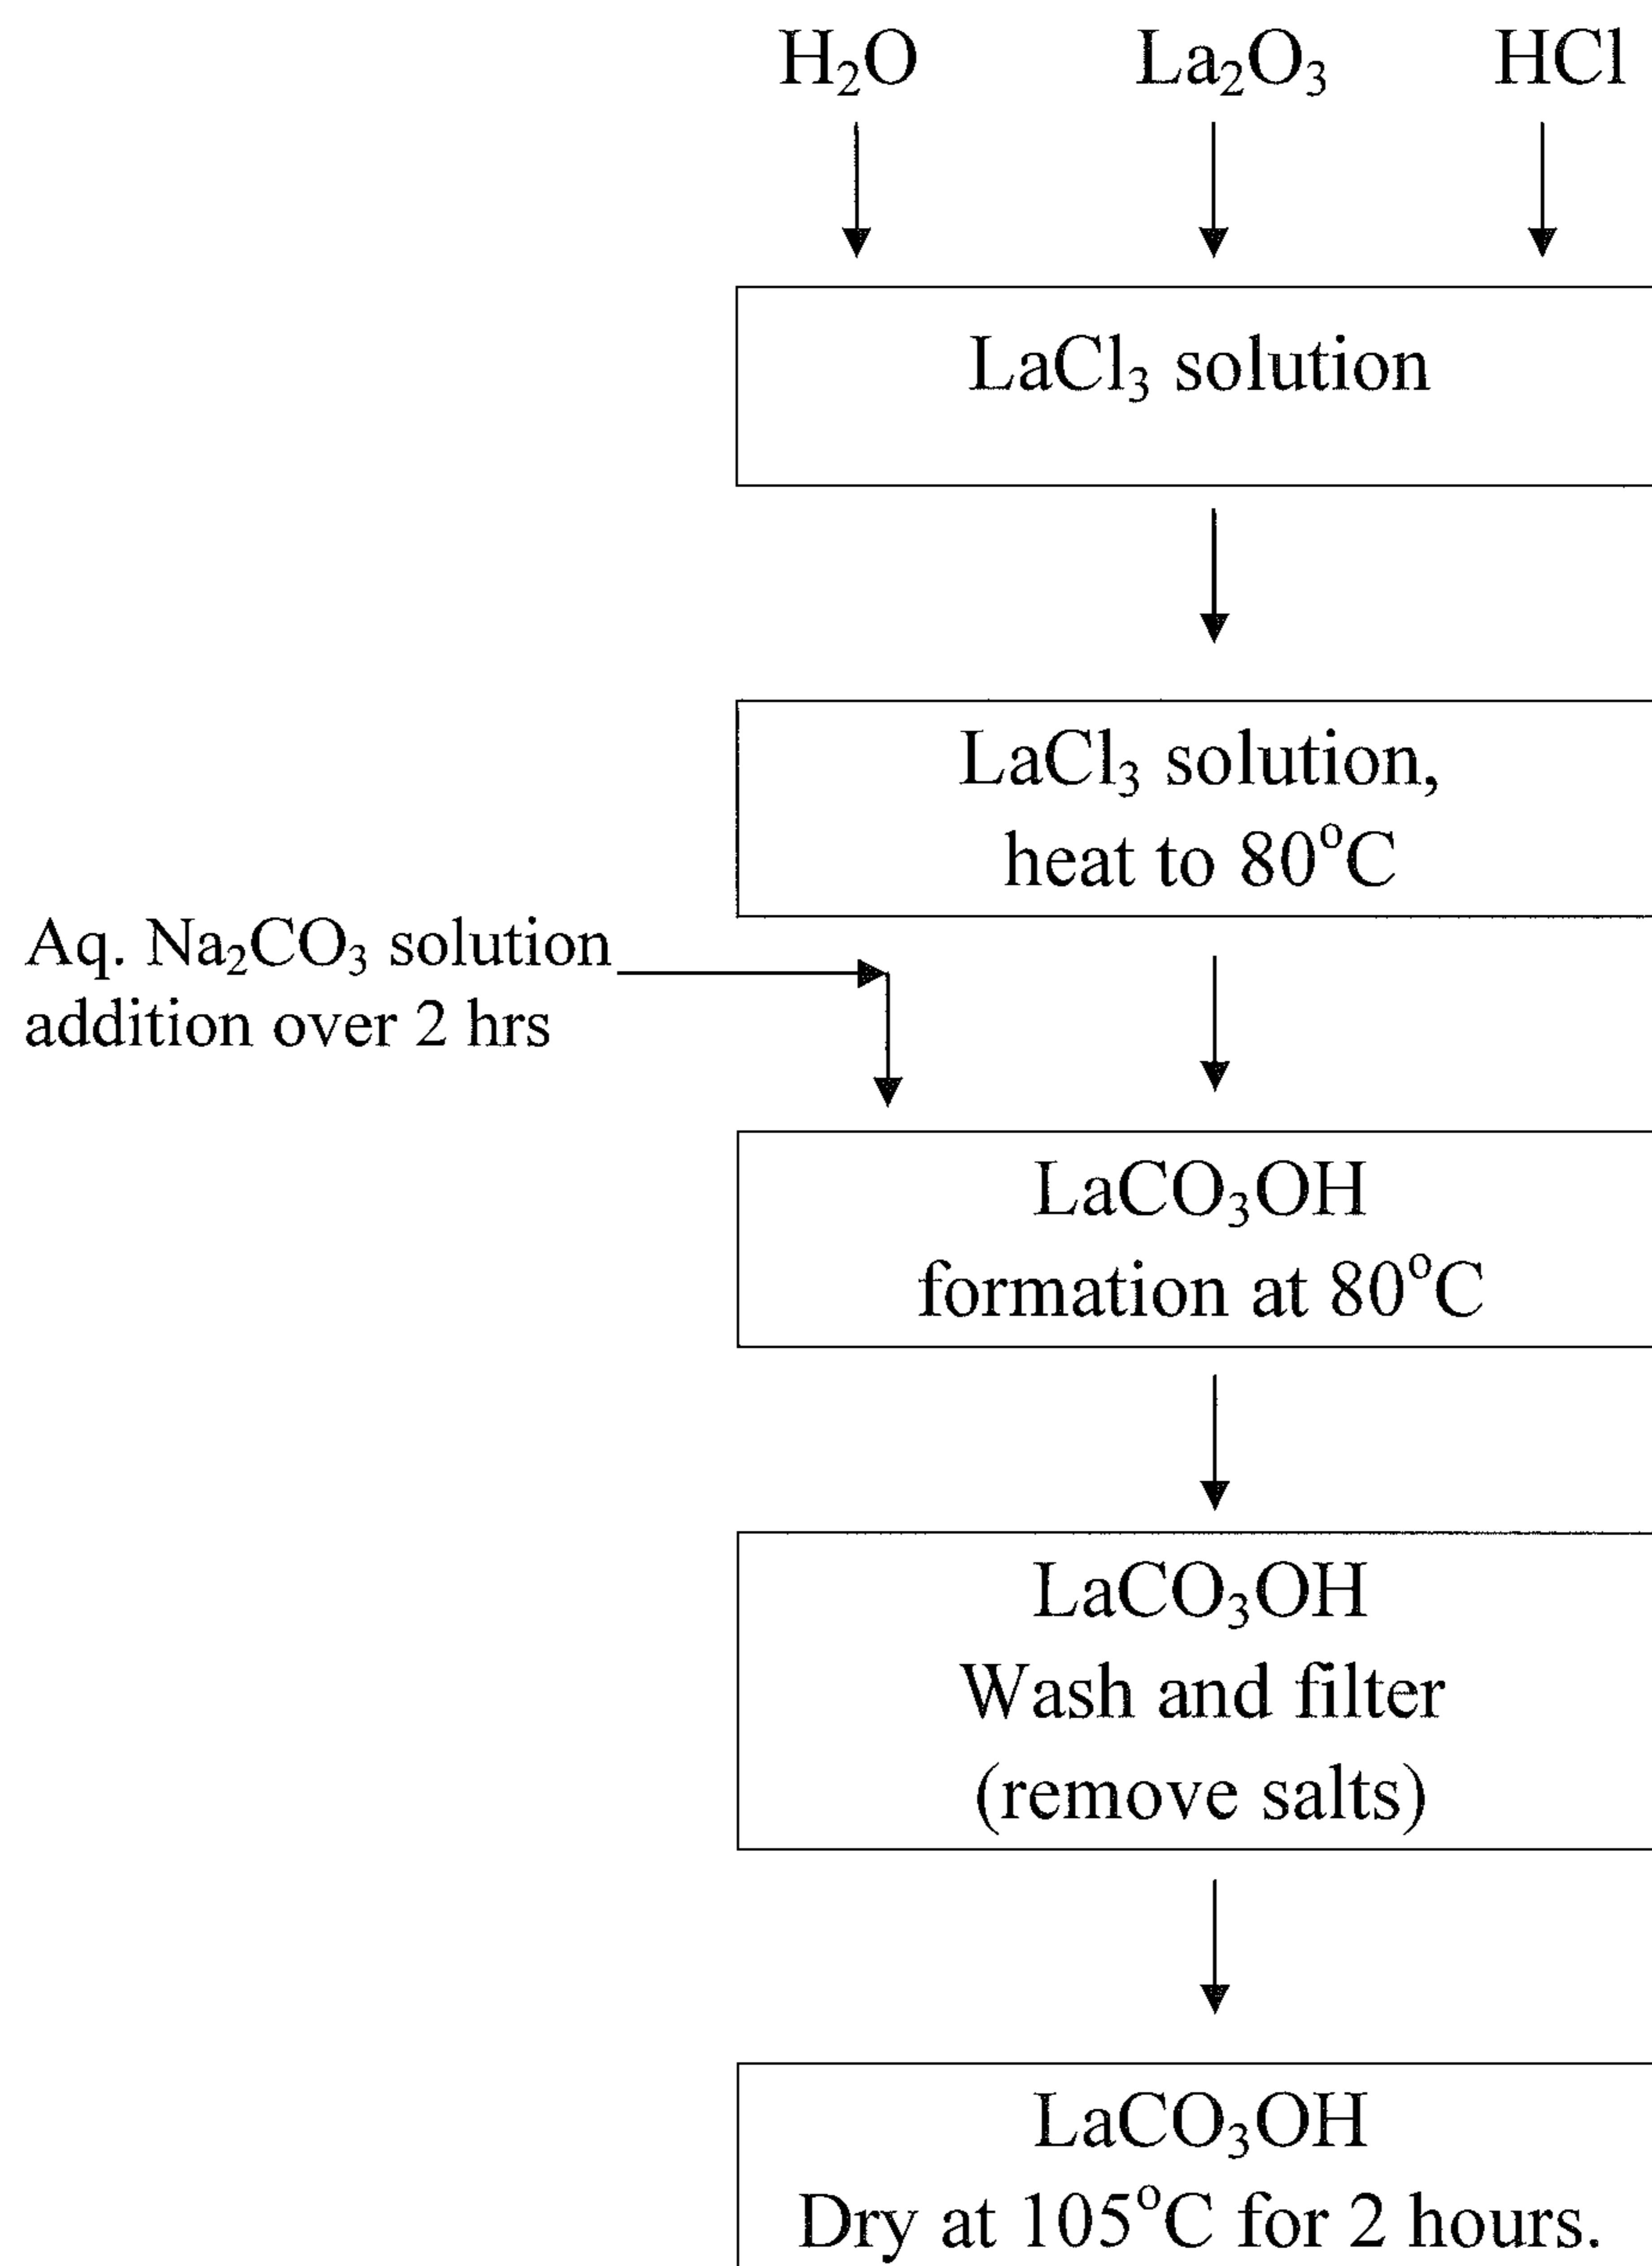 H₂O La₂O₃ HCl
LaCl₃ solution
LaCl₃ solution,
heat to 80°C
Aq. Na₂CO₃ solution
addition over 2 hrs
LaCO₃OH
formation at 80°C
LaCO₃OH
Wash and filter
(remove salts)
LaCO₃OH
Dry at 105°C for 2 hours.